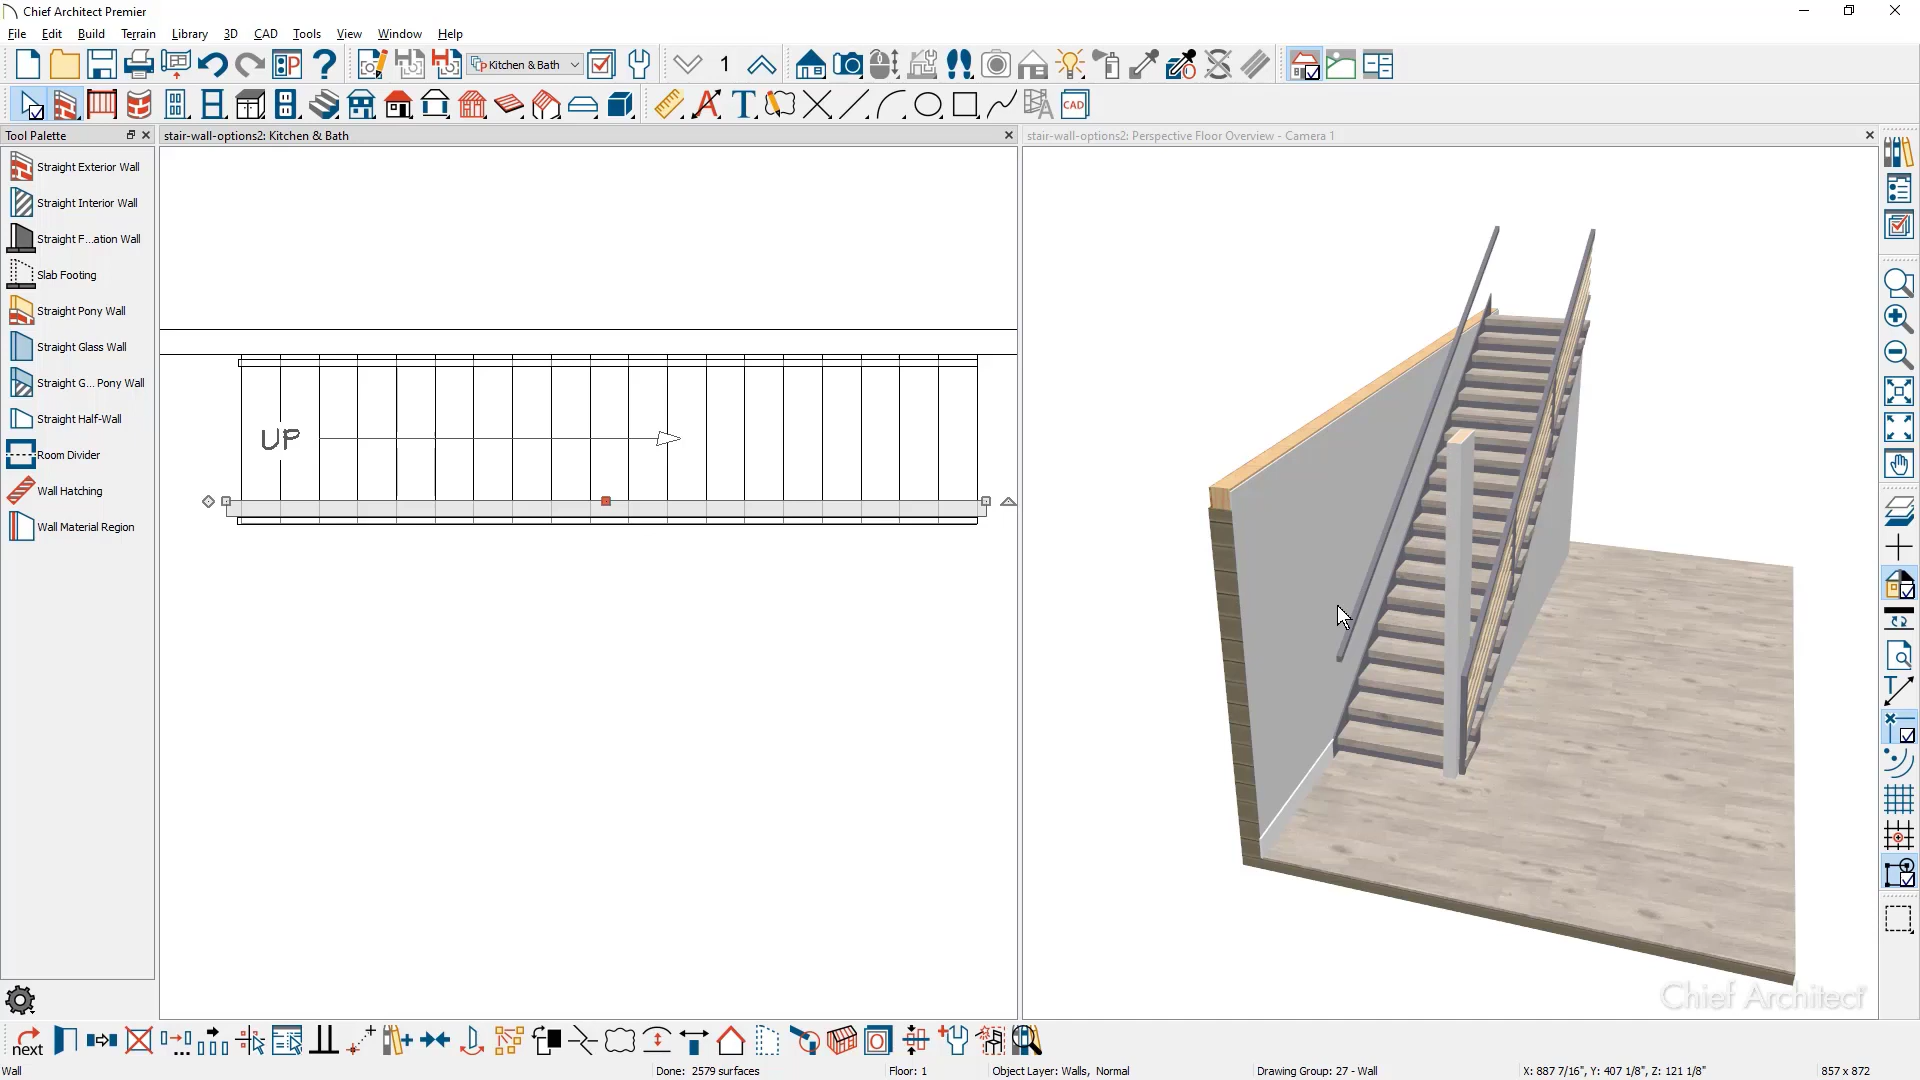 Chief Architect Premier
File Edit Build Terrain Library 3D CAD Tools View Window Help
Kitchen & Bath 1
CAD
Tool Palette
stair-wall-options2: Kitchen & Bath
stair-wall-options2: Perspective Floor Overview - Camera 1
Straight Exterior Wall
Straight Interior Wall
Straight F...ation Wall
Slab Footing
Straight Pony Wall
Straight Glass Wall
Straight G... Pony Wall
Straight Half-Wall
Room Divider
Wall Hatching
Wall Material Region
UP
Chief Architect
next
Wall
Done: 2579 surfaces
Floor: 1
Object Layer: Walls, Normal
Drawing Group: 27 - Wall
X: 887 7/16", Y: 407 1/8", Z: 121 1/8"
857 x 872